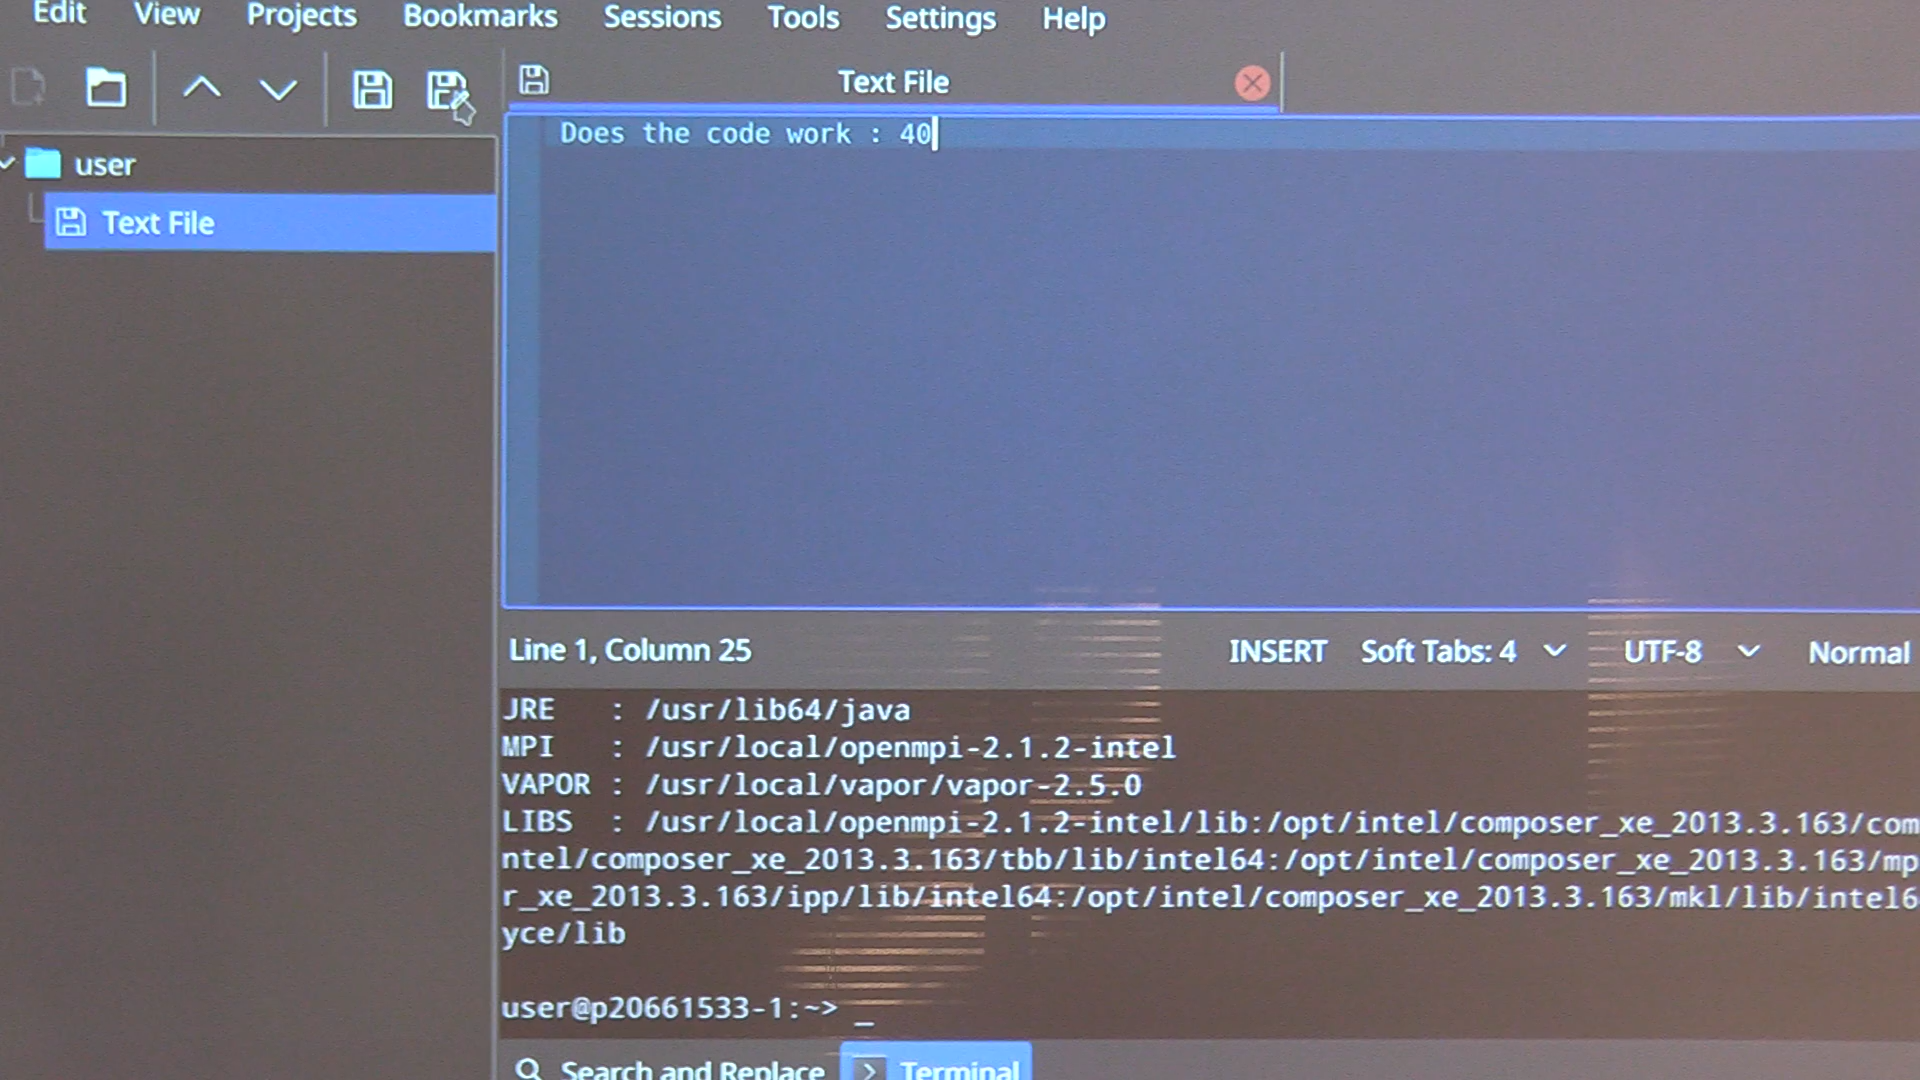 Edit View Projects Bookmarks Sessions Tools Settings Help
Text File
Does the code work : 40
user
Text File
Line 1, Column 25 INSERT Soft Tabs: 4 UTF-8 Normal
JRE : /usr/lib64/java
MPI : /usr/local/openmpi-2.1.2-intel
VAPOR : /usr/local/vapor/vapor-2.5.0
LIBS : /usr/local/openmpi-2.1.2-intel/lib:/opt/intel/composer_xe_2013.3.163/com
ntel/composer_xe_2013.3.163/tbb/lib/intel64:/opt/intel/composer_xe_2013.3.163/mp
r_xe_2013.3.163/ipp/lib/intel64:/opt/intel/composer_xe_2013.3.163/mkl/lib/intel6
yce/lib
user@p20661533-1:~> _
Search and Replace > Terminal